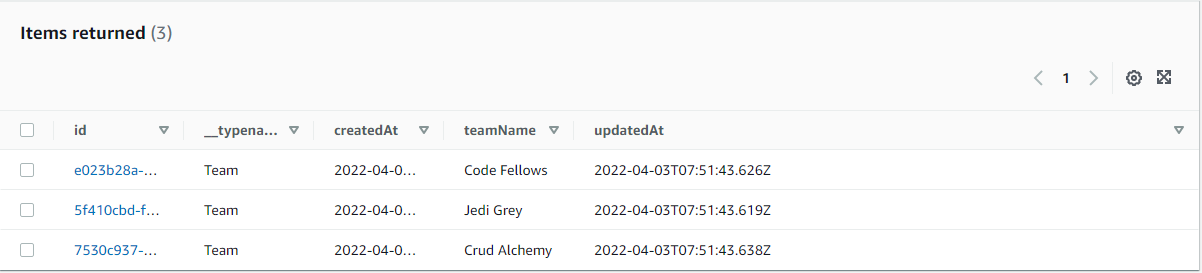 Items returned (3)
1
id __typena... createdAt teamName updatedAt
e023b28a-... Team 2022-04-0... Code Fellows 2022-04-03T07:51:43.626Z
5f410cbd-f... Team 2022-04-0... Jedi Grey 2022-04-03T07:51:43.619Z
7530c937-... Team 2022-04-0... Crud Alchemy 2022-04-03T07:51:43.638Z